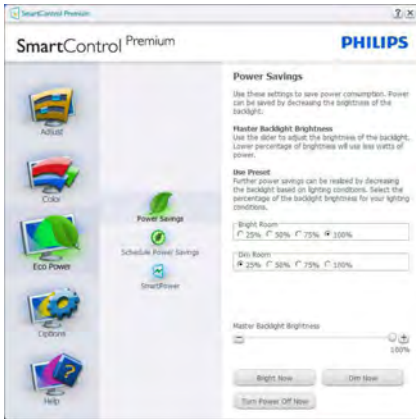 SmartControl Premium
? x
SmartControl Premium
PHILIPS
Adjust
Color
Eco Power
Options
Help
Power Savings
Schedule Power Savings
SmartPower
Power Savings
Use these settings to save power consumption. Power
can be saved by decreasing the brightness of the
backlight.
Master Backlight Brightness
Use the slider to adjust the brightness of the backlight.
Lower percentage of brightness will use less watts of
power.
Use Preset
Further power savings can be realized by decreasing
the backlight based on lighting conditions. Select the
percentage of the backlight brightness for your lighting
conditions.
Bright Room
25% 50% 75% 100%
Dim Room
25% 50% 75% 100%
Master Backlight Brightness
100%
Bright Now
Dim Now
Turn Power Off Now